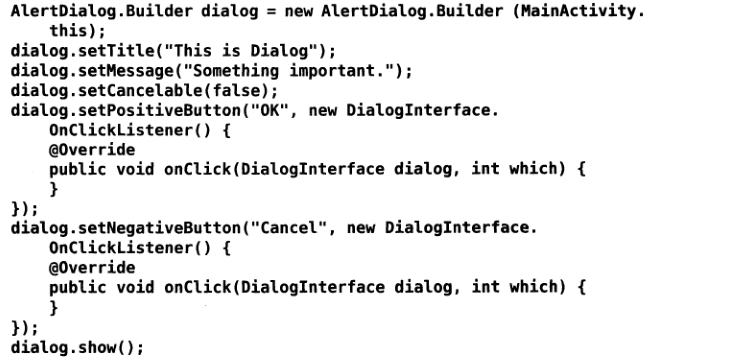 AlertDialog.Builder dialog = new AlertDialog.Builder (MainActivity.
    this);
dialog.setTitle("This is Dialog");
dialog.setMessage("Something important.");
dialog.setCancelable(false);
dialog.setPositiveButton("OK", new DialogInterface.
    OnClickListener() {
    @Override
    public void onClick(DialogInterface dialog, int which) {
    }
});
dialog.setNegativeButton("Cancel", new DialogInterface.
    OnClickListener() {
    @Override
    public void onClick(DialogInterface dialog, int which) {
    }
});
dialog.show();